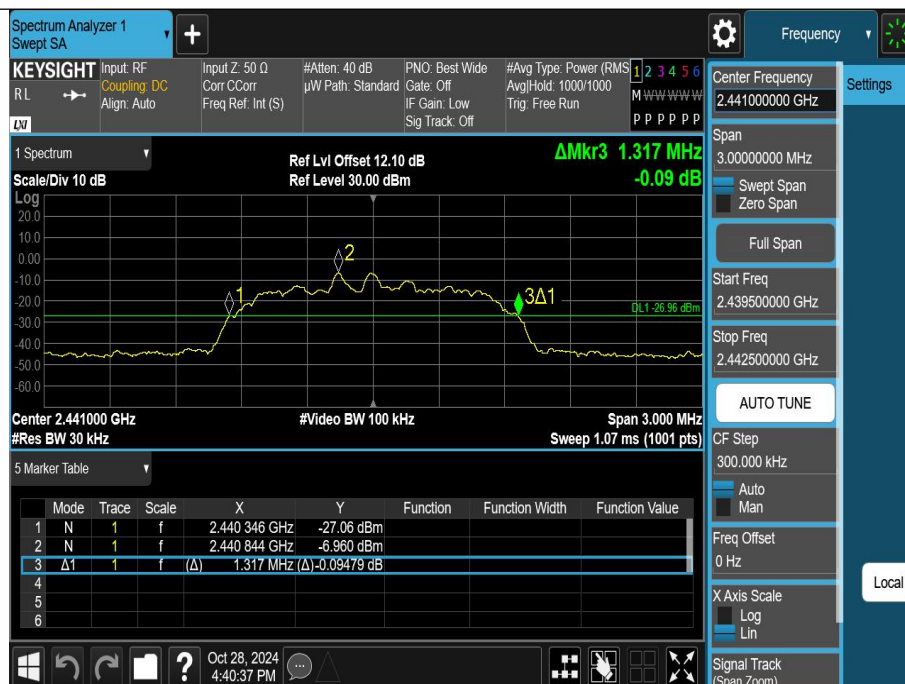 Spectrum Analyzer 1
Swept SA
+
Frequency
KEYSIGHT
RL
LXI
Input: RF
Coupling: DC
Align: Auto
Input Z: 50 Ω
Corr CCorr
Freq Ref: Int (S)
#Atten: 40 dB
µW Path: Standard
PNO: Best Wide
Gate: Off
IF Gain: Low
Sig Track: Off
#Avg Type: Power (RMS
Avg|Hold: 1000/1000
Trig: Free Run
1 2 3 4 5 6
M W W W W W
P P P P P P
1 Spectrum
Scale/Div 10 dB
Ref Lvl Offset 12.10 dB
Ref Level 30.00 dBm
ΔMkr3 1.317 MHz
-0.09 dB
Log
20.0
10.0
0.00
-10.0
-20.0
-30.0
-40.0
-50.0
-60.0
1
2
3Δ1
DL1 -26.96 dBm
Center 2.441000 GHz
#Video BW 100 kHz
Span 3.000 MHz
#Res BW 30 kHz
Sweep 1.07 ms (1001 pts)
5 Marker Table
Mode Trace Scale X Y Function Function Width Function Value
1 N 1 f 2.440 346 GHz -27.06 dBm
2 N 1 f 2.440 844 GHz -6.960 dBm
3 Δ1 1 f (Δ) 1.317 MHz (Δ)-0.09479 dB
4
5
6
?
Oct 28, 2024
4:40:37 PM
Center Frequency
2.441000000 GHz
Span
3.00000000 MHz
Swept Span
Zero Span
Full Span
Start Freq
2.439500000 GHz
Stop Freq
2.442500000 GHz
AUTO TUNE
CF Step
300.000 kHz
Auto
Man
Freq Offset
0 Hz
X Axis Scale
Log
Lin
Signal Track
(Span Zoom)
Settings
Local